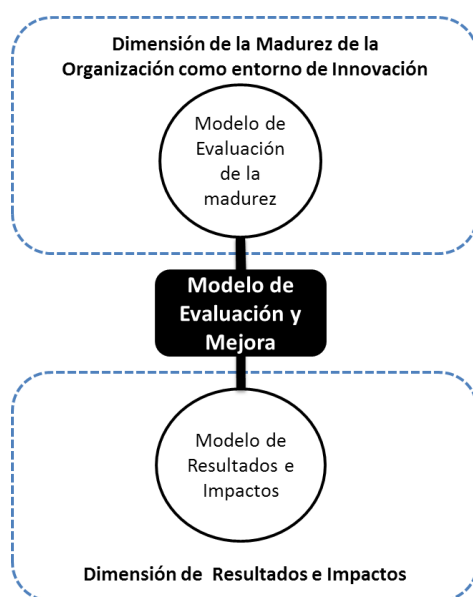 Dimensión de la Madurez de la
Organización como entorno de Innovación
Modelo de
Evaluación
de la
madurez
Modelo de
Evaluación y
Mejora
Modelo de
Resultados e
Impactos
Dimensión de Resultados e Impactos